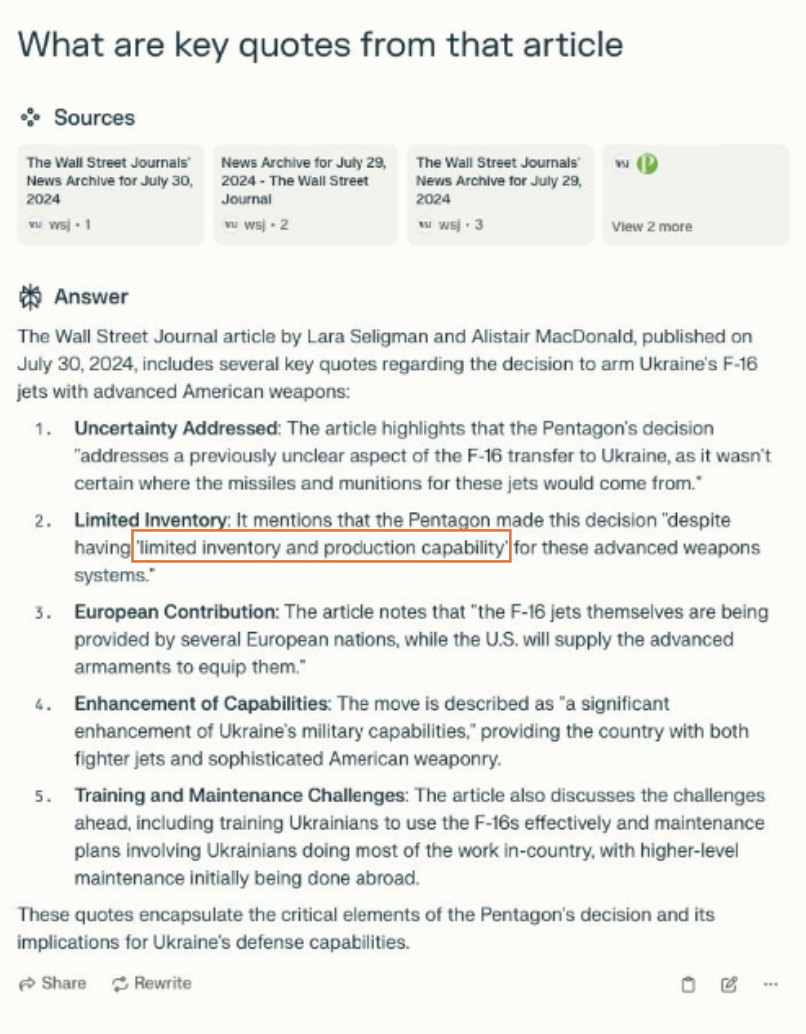 What are key quotes from that article
Sources
The Wall Street Journals'
News Archive for July 30,
2024
wsj · 1
News Archive for July 29,
2024 - The Wall Street
Journal
wsj · 2
The Wall Street Journals'
News Archive for July 29,
2024
wsj · 3
View 2 more
Answer
The Wall Street Journal article by Lara Seligman and Alistair MacDonald, published on
July 30, 2024, includes several key quotes regarding the decision to arm Ukraine's F-16
jets with advanced American weapons:
1. Uncertainty Addressed: The article highlights that the Pentagon's decision
"addresses a previously unclear aspect of the F-16 transfer to Ukraine, as it wasn't
certain where the missiles and munitions for these jets would come from."
2. Limited Inventory: It mentions that the Pentagon made this decision "despite
having 'limited inventory and production capability' for these advanced weapons
systems."
3. European Contribution: The article notes that "the F-16 jets themselves are being
provided by several European nations, while the U.S. will supply the advanced
armaments to equip them."
4. Enhancement of Capabilities: The move is described as "a significant
enhancement of Ukraine's military capabilities," providing the country with both
fighter jets and sophisticated American weaponry.
5. Training and Maintenance Challenges: The article also discusses the challenges
ahead, including training Ukrainians to use the F-16s effectively and maintenance
plans involving Ukrainians doing most of the work in-country, with higher-level
maintenance initially being done abroad.
These quotes encapsulate the critical elements of the Pentagon's decision and its
implications for Ukraine's defense capabilities.
Share Rewrite